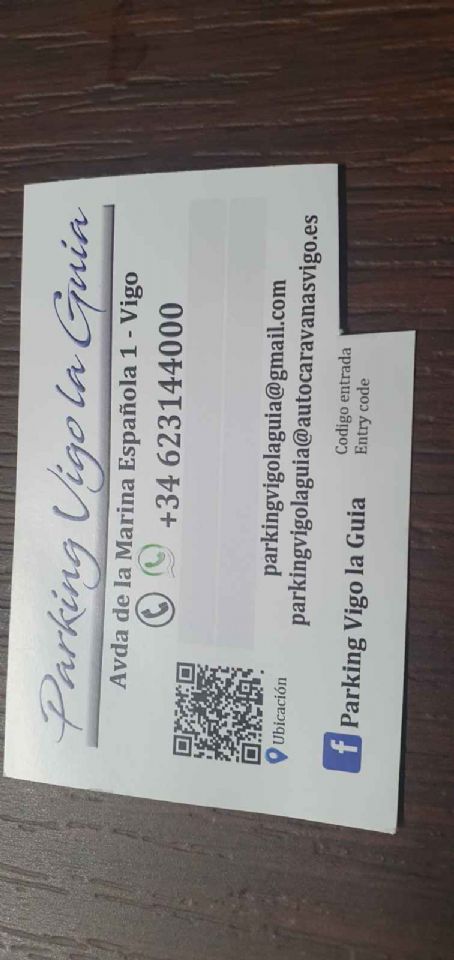 Parking Vigo la Guia
Avda de la Marina Española 1 - Vigo
+34 623144000
parkingvigolaguia@gmail.com
parkingvigolaguia@autocaravanasvigo.es
Ubicación
Codigo entrada
Entry code
f Parking Vigo la Guia